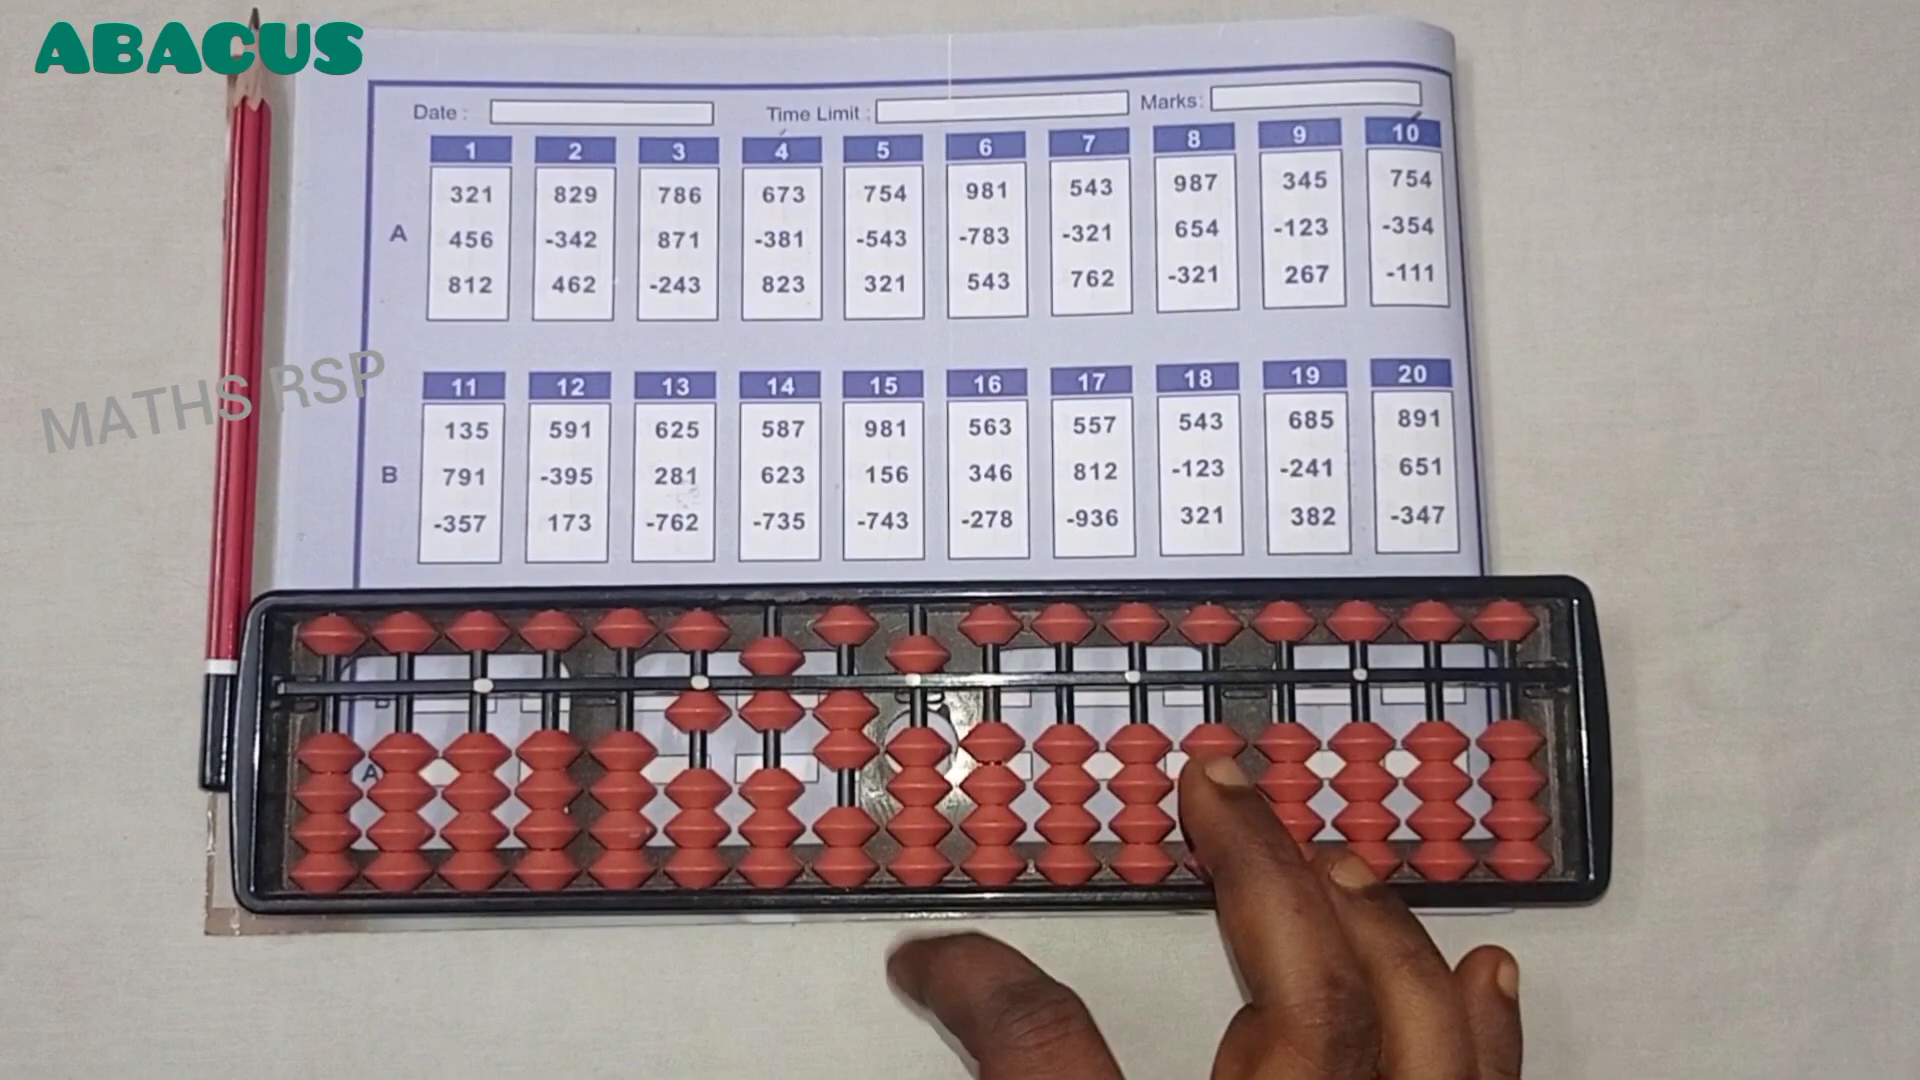 ABACUS
Date : Time Limit : Marks:
1 2 3 4 5 6 7 8 9 10
321 829 786 673 754 981 543 987 345 754
A 456 -342 871 -381 -543 -783 -321 654 -123 -354
812 462 -243 823 321 543 762 -321 267 -111
MATHS RSP
11 12 13 14 15 16 17 18 19 20
135 591 625 587 981 563 557 543 685 891
B 791 -395 281 623 156 346 812 -123 -241 651
-357 173 -762 -735 -743 -278 -936 321 382 -347
A